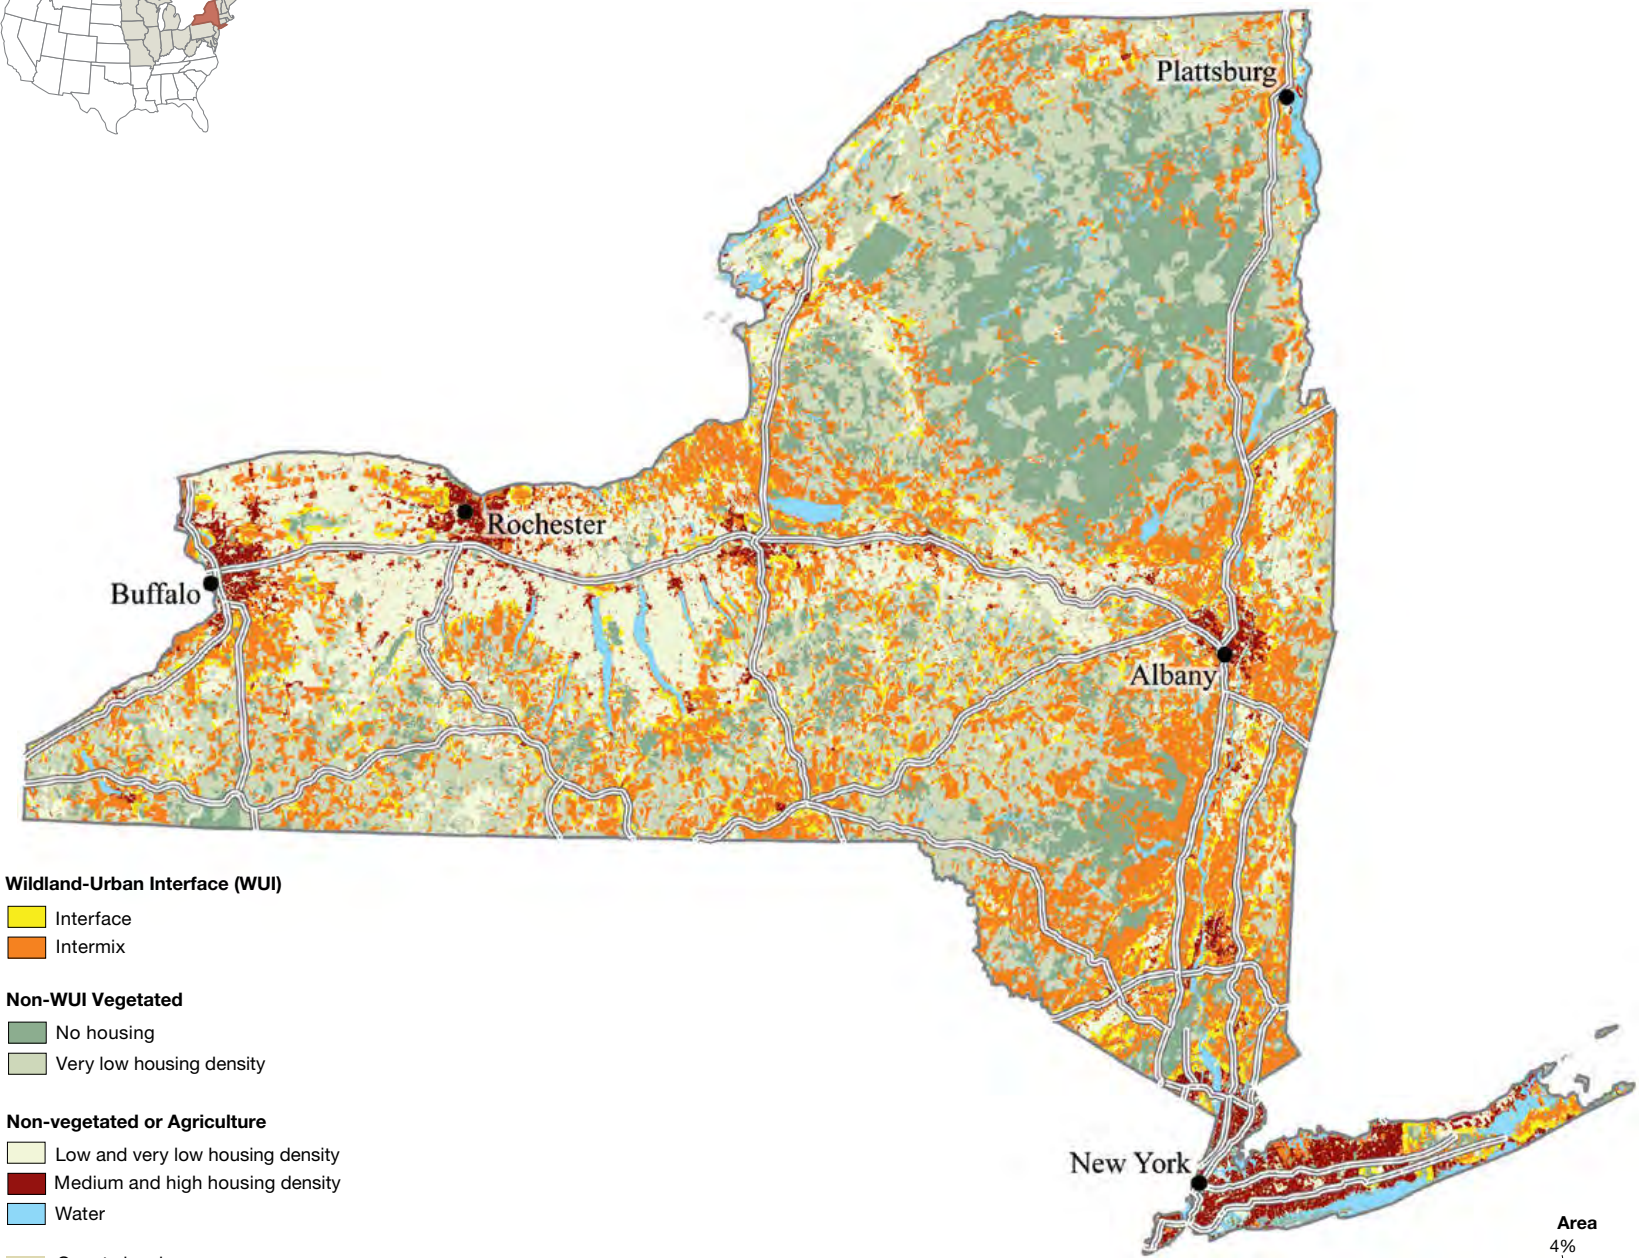 Plattsburg
Rochester
Buffalo
Albany
Wildland-Urban Interface (WUI)
Interface
Intermix
Non-WUI Vegetated
No housing
Very low housing density
Non-vegetated or Agriculture
Low and very low housing density
Medium and high housing density
Water
New York
Area
4%